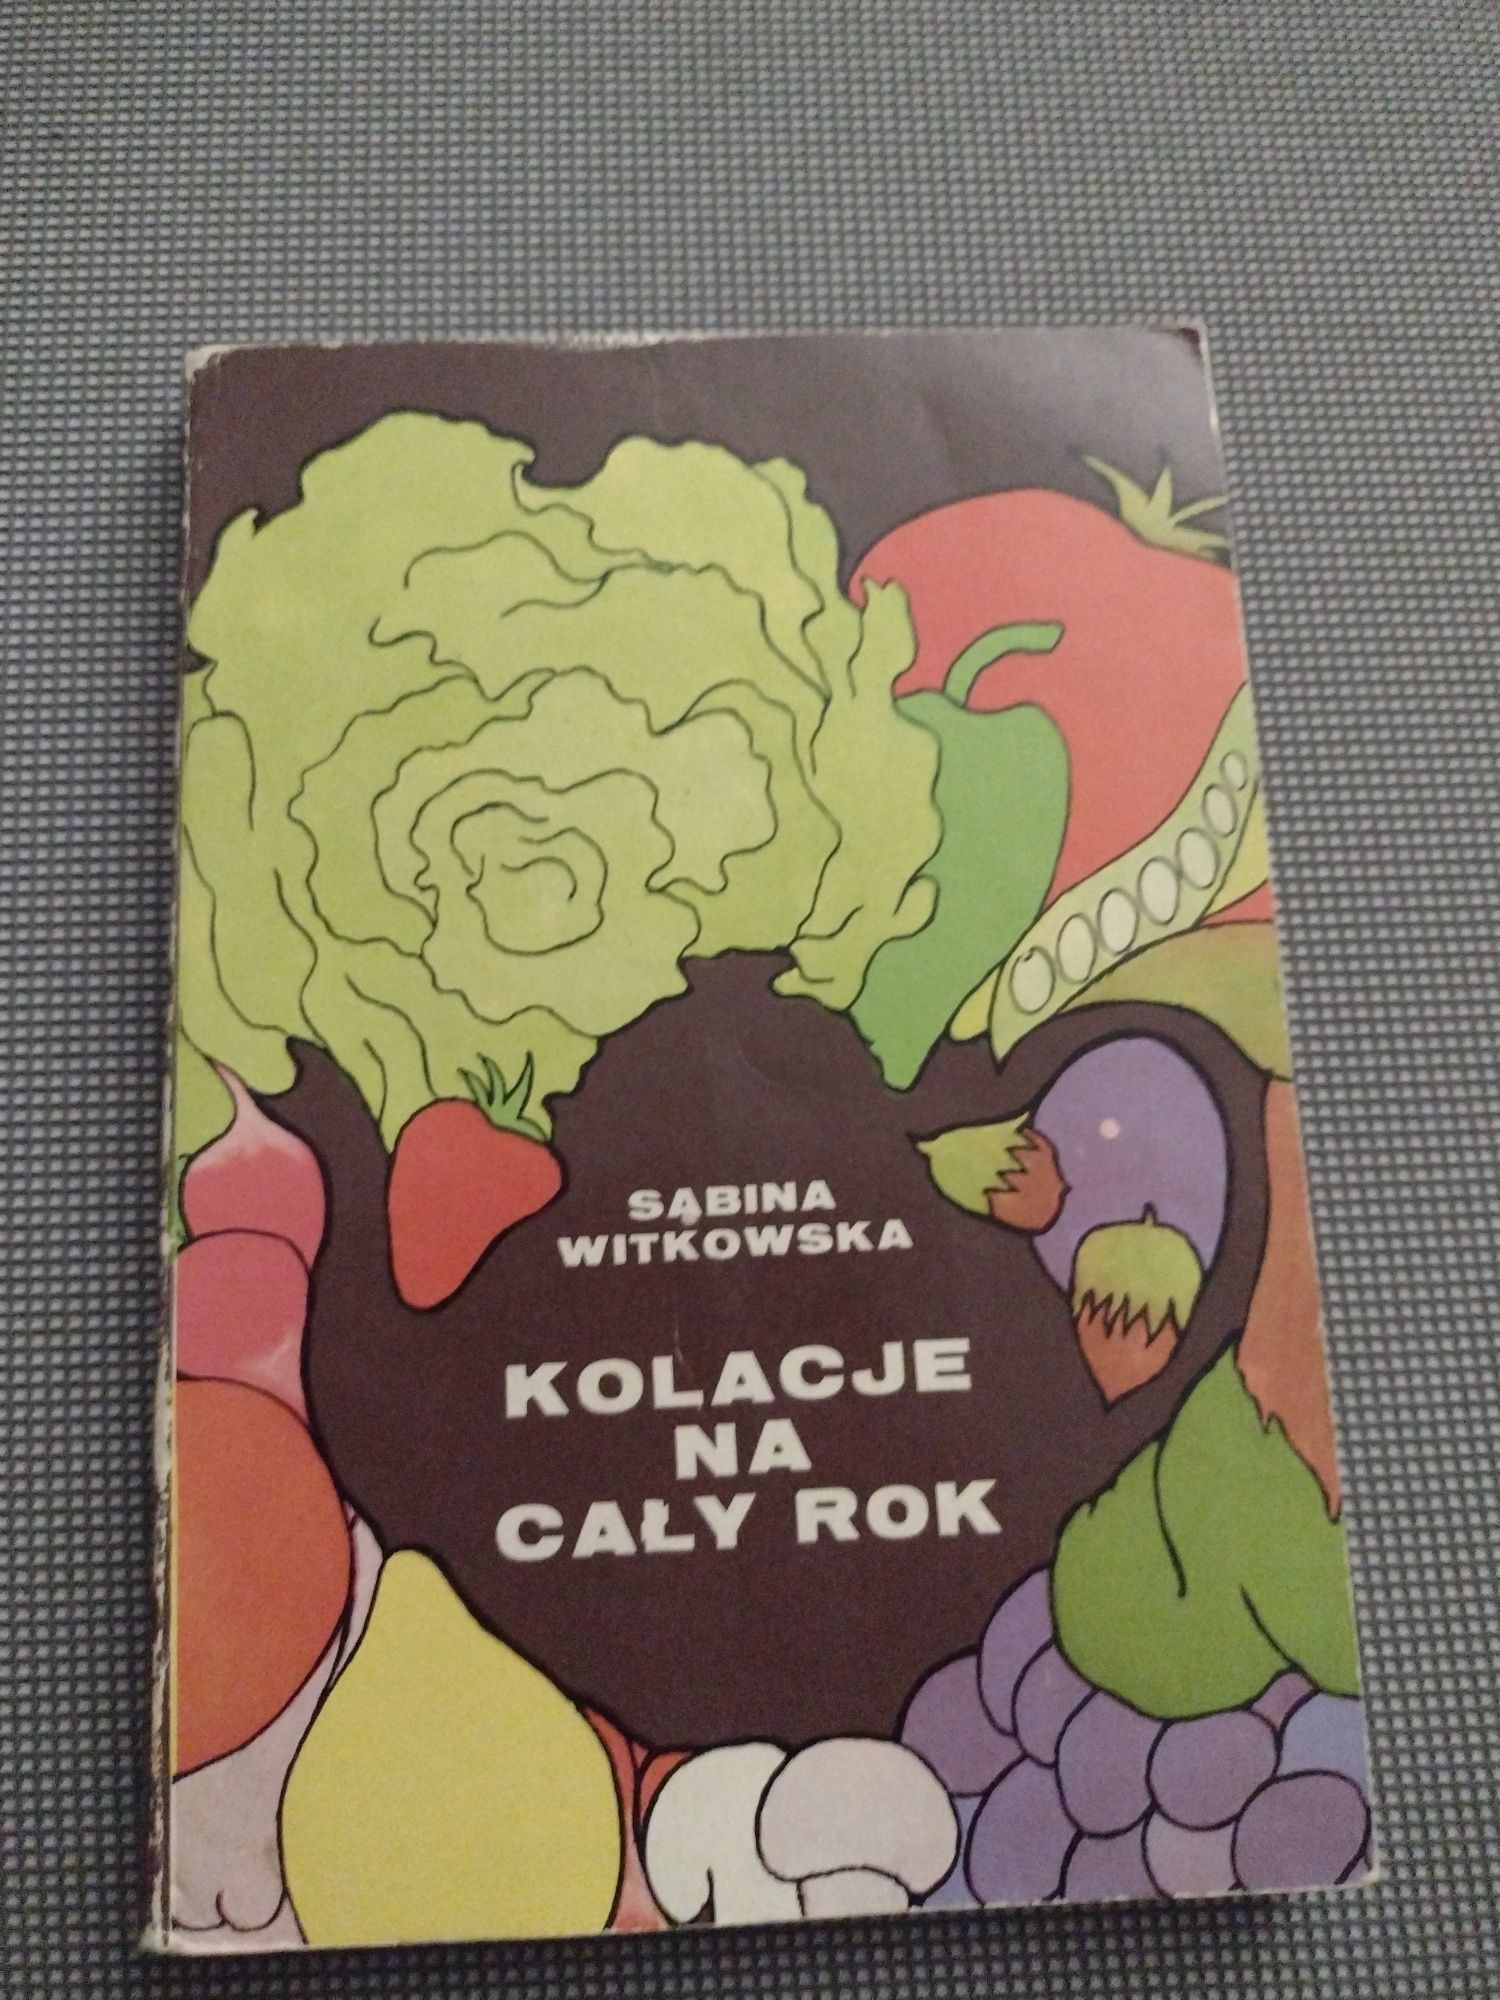 SABINA
WITKOWSKA
KOLACJE
NA
CAŁY ROK